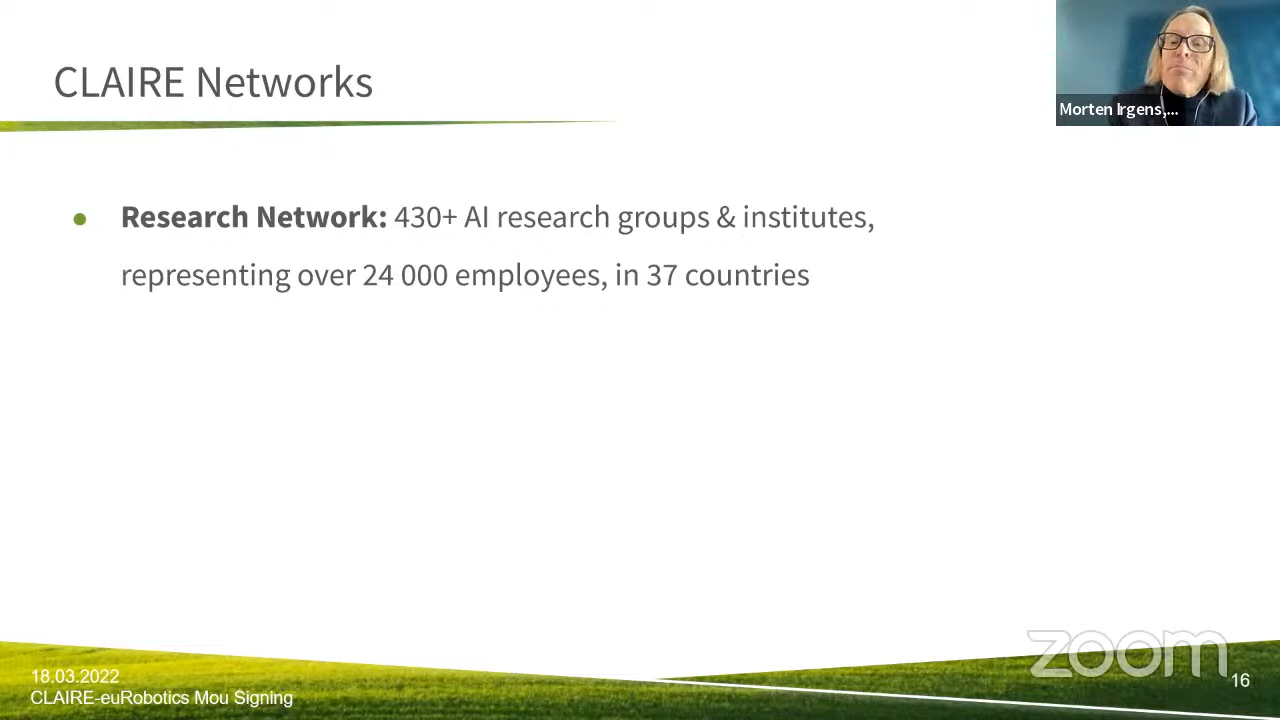 CLAIRE Networks
Morten Irgens,...
● Research Network: 430+ AI research groups & institutes,
representing over 24 000 employees, in 37 countries
zoom
18.03.2022
CLAIRE-euRobotics Mou Signing
16